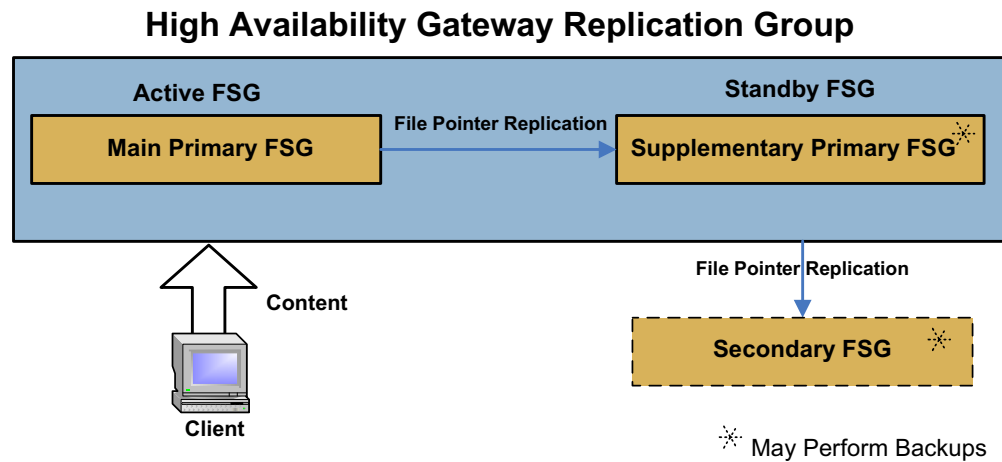 High Availability Gateway Replication Group
Active FSG
Standby FSG
File Pointer Replication
Main Primary FSG
Supplementary Primary FSG
File Pointer Replication
Content
Secondary FSG
Client
May Perform Backups